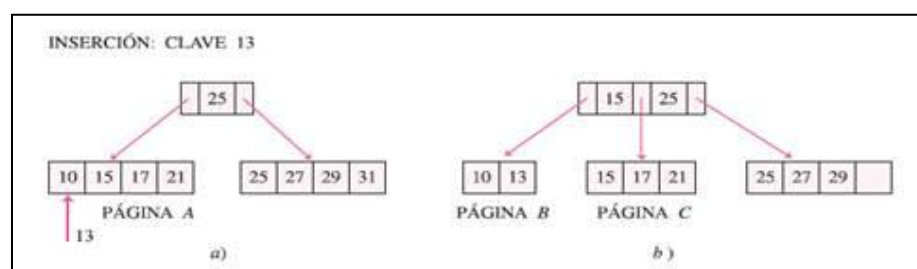 INSERCIÓN: CLAVE 13
25
15 25
10 15 17 21
25 27 29 31
10 13
15 17 21
25 27 29
PÁGINA A
PÁGINA B
PÁGINA C
13
a)
b )